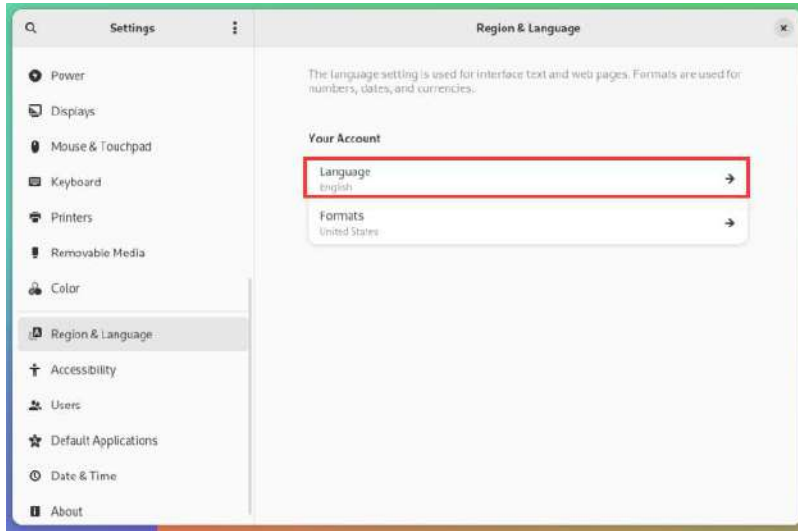 Settings
Region & Language
Power
Displays
Mouse & Touchpad
Keyboard
Printers
Removable Media
Color
Region & Language
Accessibility
Users
Default Applications
Date & Time
About
The language setting is used for interface text and web pages. Formats are used for
numbers, dates, and currencies.
Your Account
Language
English
Formats
United States